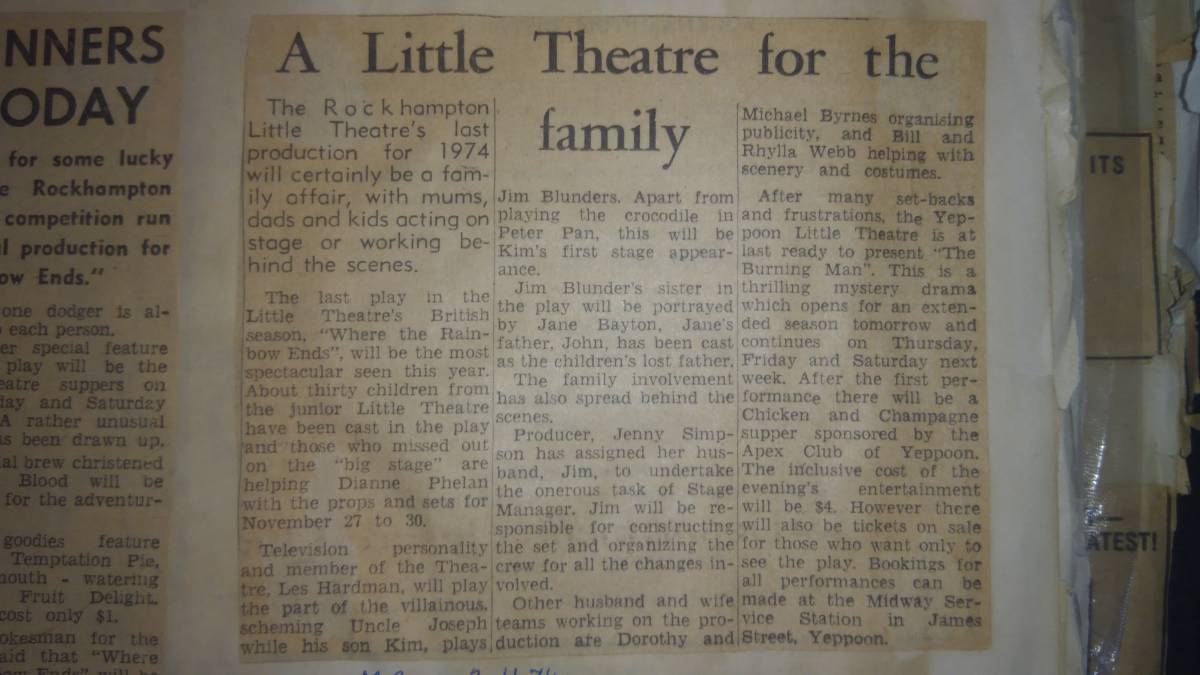 NNERS
ODAY
for some lucky
e Rockhampton
competition run
l production for
ow Ends."
one dodger is al-
each person.
er special feature
play will be the
eatre suppers on
day and Saturday
A rather unusual
as been drawn up.
al brew christened
Blood will be
for the adventur-
goodies feature
Temptation Pie,
mouth - watering
Fruit Delight.
cost only $1.
okesman for the
aid that "Where
A Little Theatre for the
family
The Rockhampton
Little Theatre's last
production for 1974
will certainly be a fam-
ily affair, with mums,
dads and kids acting on
stage or working be-
hind the scenes.
The last play in the
Little Theatre's British
season, "Where the Rain-
bow Ends", will be the most
spectacular seen this year.
About thirty children from
the junior Little Theatre
have been cast in the play
and those who missed out
on the "big stage" are
helping Dianne Phelan
with the props and sets for
November 27 to 30.
Television personality
and member of the Thea-
tre, Les Hardman, will play
the part of the villainous,
scheming Uncle Joseph
while his son Kim, plays
Jim Blunders. Apart from
playing the crocodile in
Peter Pan, this will be
Kim's first stage appear-
ance.
Jim Blunder's sister in
the play will be portrayed
by Jane Bayton, Jane's
father, John, has been cast
as the children's lost father.
The family involvement
has also spread behind the
scenes.
Producer, Jenny Simp-
son has assigned her hus-
band, Jim, to undertake
the onerous task of Stage
Manager. Jim will be re-
sponsible for constructing
the set and organizing the
crew for all the changes in-
volved.
Other husband and wife
teams working on the pro-
duction are Dorothy and
Michael Byrnes organising
publicity, and Bill and
Rhylla Webb helping with
scenery and costumes.
After many set-backs
and frustrations, the Yep-
poon Little Theatre is at
last ready to present "The
Burning Man". This is a
thrilling mystery drama
which opens for an exten-
ded season tomorrow and
continues on Thursday,
Friday and Saturday next
week. After the first per-
formance there will be a
Chicken and Champagne
supper sponsored by the
Apex Club of Yeppoon.
The inclusive cost of the
evening's entertainment
will be $4. However there
will also be tickets on sale
for those who want only to
see the play. Bookings for
all performances can be
made at the Midway Ser-
vice Station in James
Street, Yeppoon.
ITS
ATEST!